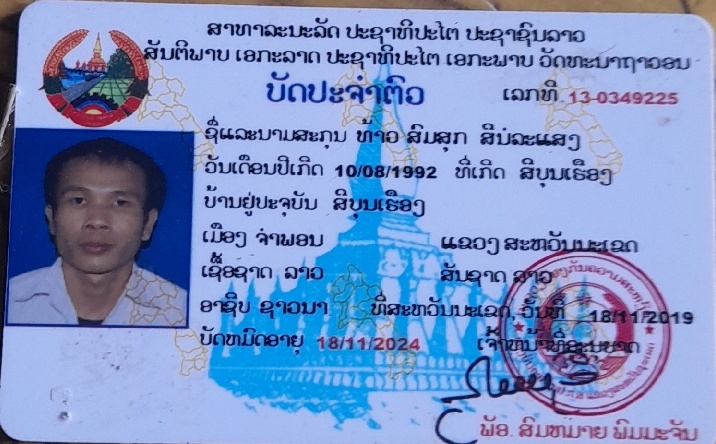 ສາທາລະນະລັດ ປະຊາທິປະໄຕ ປະຊາຊົນລາວ
ສັນຕິພາບ ເອກະລາດ ປະຊາທິປະໄຕ ເອກະພາບ ວັດທະນາຖາວອນ
ບັດປະຈຳຕົວ ເລກທີ 13-0349225
ຊື່ແລະນາມສະກຸນ ທ້າວ ສົມສຸກ ສີບໍລະແສງ
ວັນເດືອນປີເກີດ 10/08/1992 ທີ່ເກີດ ສີບຸນເຮືອງ
ບ້ານຢູ່ປະຈຸບັນ ສີບຸນເຮືອງ
ເມືອງ ຈຳພອນ ແຂວງ ສະຫວັນນະເຂດ
ເຊື້ອຊາດ ລາວ ສັນຊາດ ລາວ
ອາຊີບ ຊາວນາ ທີ່ສະຫວັນນະເຂດ, ວັນທີ 18/11/2019
ບັດຫມົດອາຍຸ 18/11/2024 ເຈົ້າຫນ້າທີ່ອະນຸຍາດ
ພັອ. ສົມຫມາຍ ພິມມະຈັນ